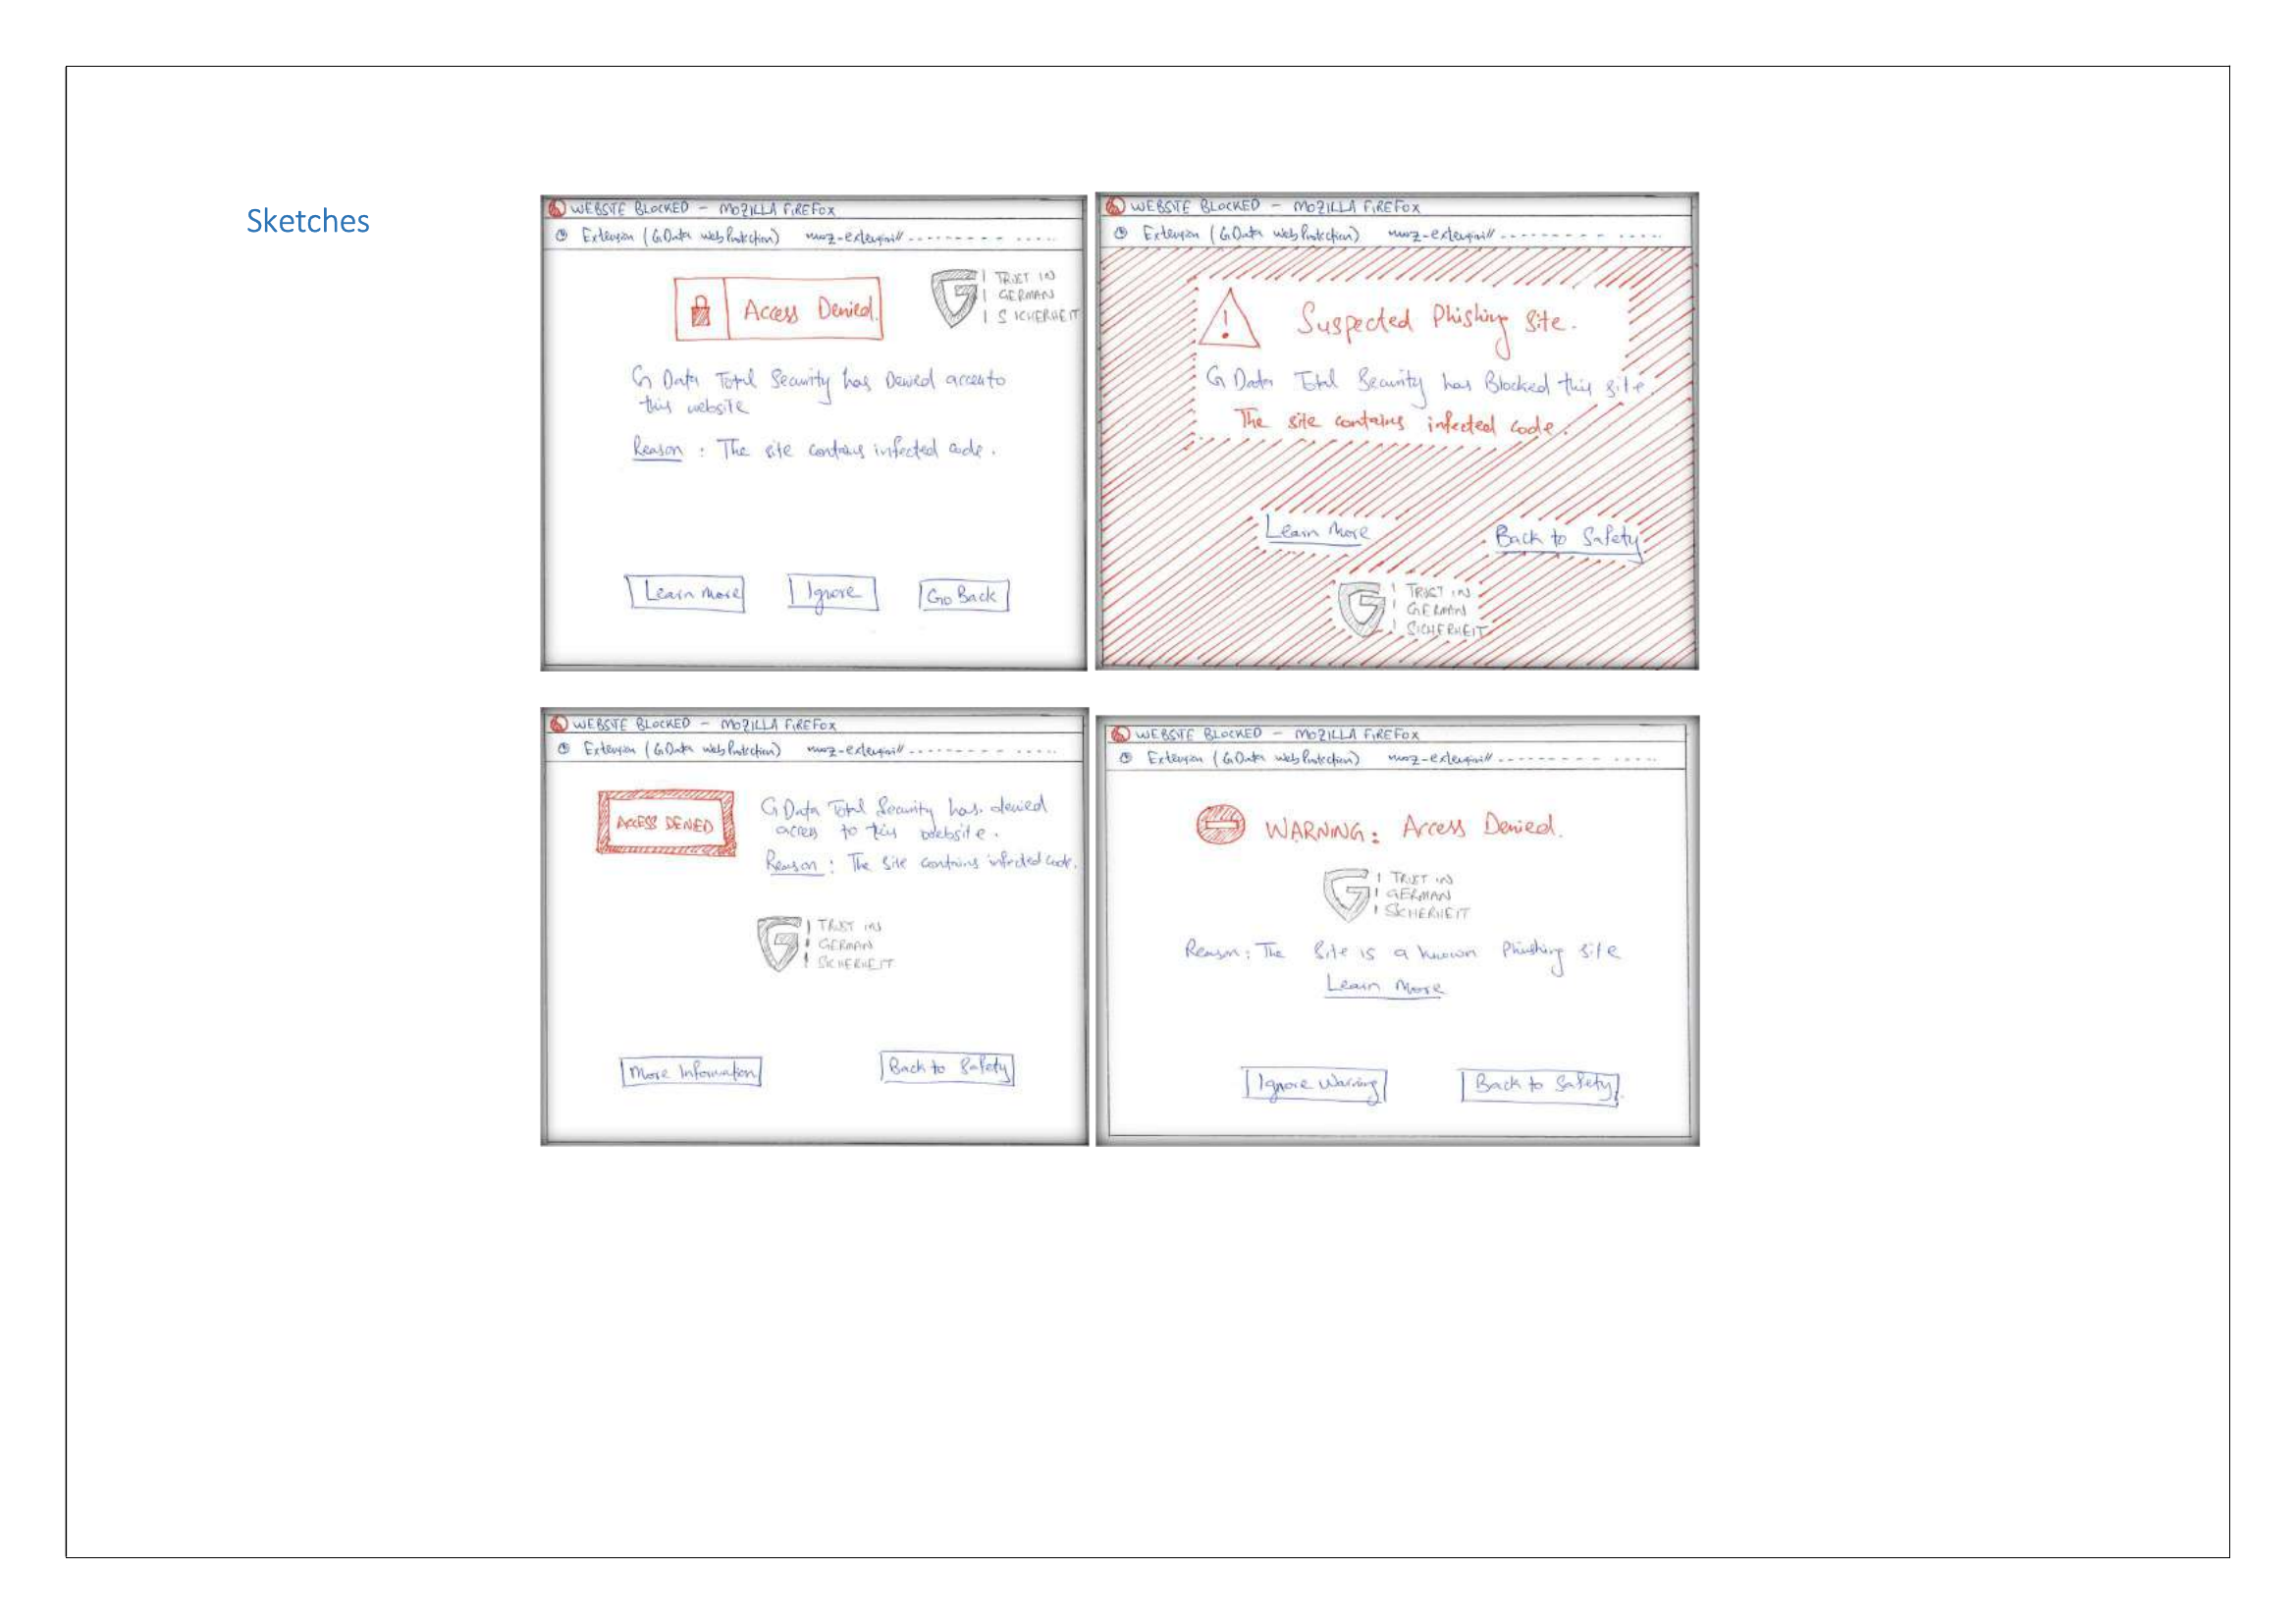 Sketches
WEBSITE BLOCKED - MOZILLA FIREFOX
Extension (G Data web Protection) moz-extension// --------- - -----
Access Denied.
TRUST IN
GERMAN
SICHERHEIT
G Data Total Security has Denied access to
this website
Reason : The site contains infected code.
Learn more
Ignore
Go Back
WEBSITE BLOCKED - MOZILLA FIREFOX
Extension (G Data web Protection) moz-extension// --------- - -----
! Suspected Phishing Site.
G Data Total Security has Blocked this site.
The site contains infected code.
Learn More
Back to Safety
TRUST IN
GERMAN
SICHERHEIT
WEBSITE BLOCKED - MOZILLA FIREFOX
Extension (G Data web Protection) moz-extension// --------- - -----
ACCESS DENIED
G Data Total Security has denied
access to this website.
Reason : The Site contains infected code.
TRUST IN
GERMAN
SICHERHEIT
More Information
Back to Safety
WEBSITE BLOCKED - MOZILLA FIREFOX
Extension (G Data web Protection) moz-extension// --------- - -----
WARNING: Access Denied.
TRUST IN
GERMAN
SICHERHEIT
Reason: The Site is a known Phishing site
Learn More
Ignore Warning
Back to Safety